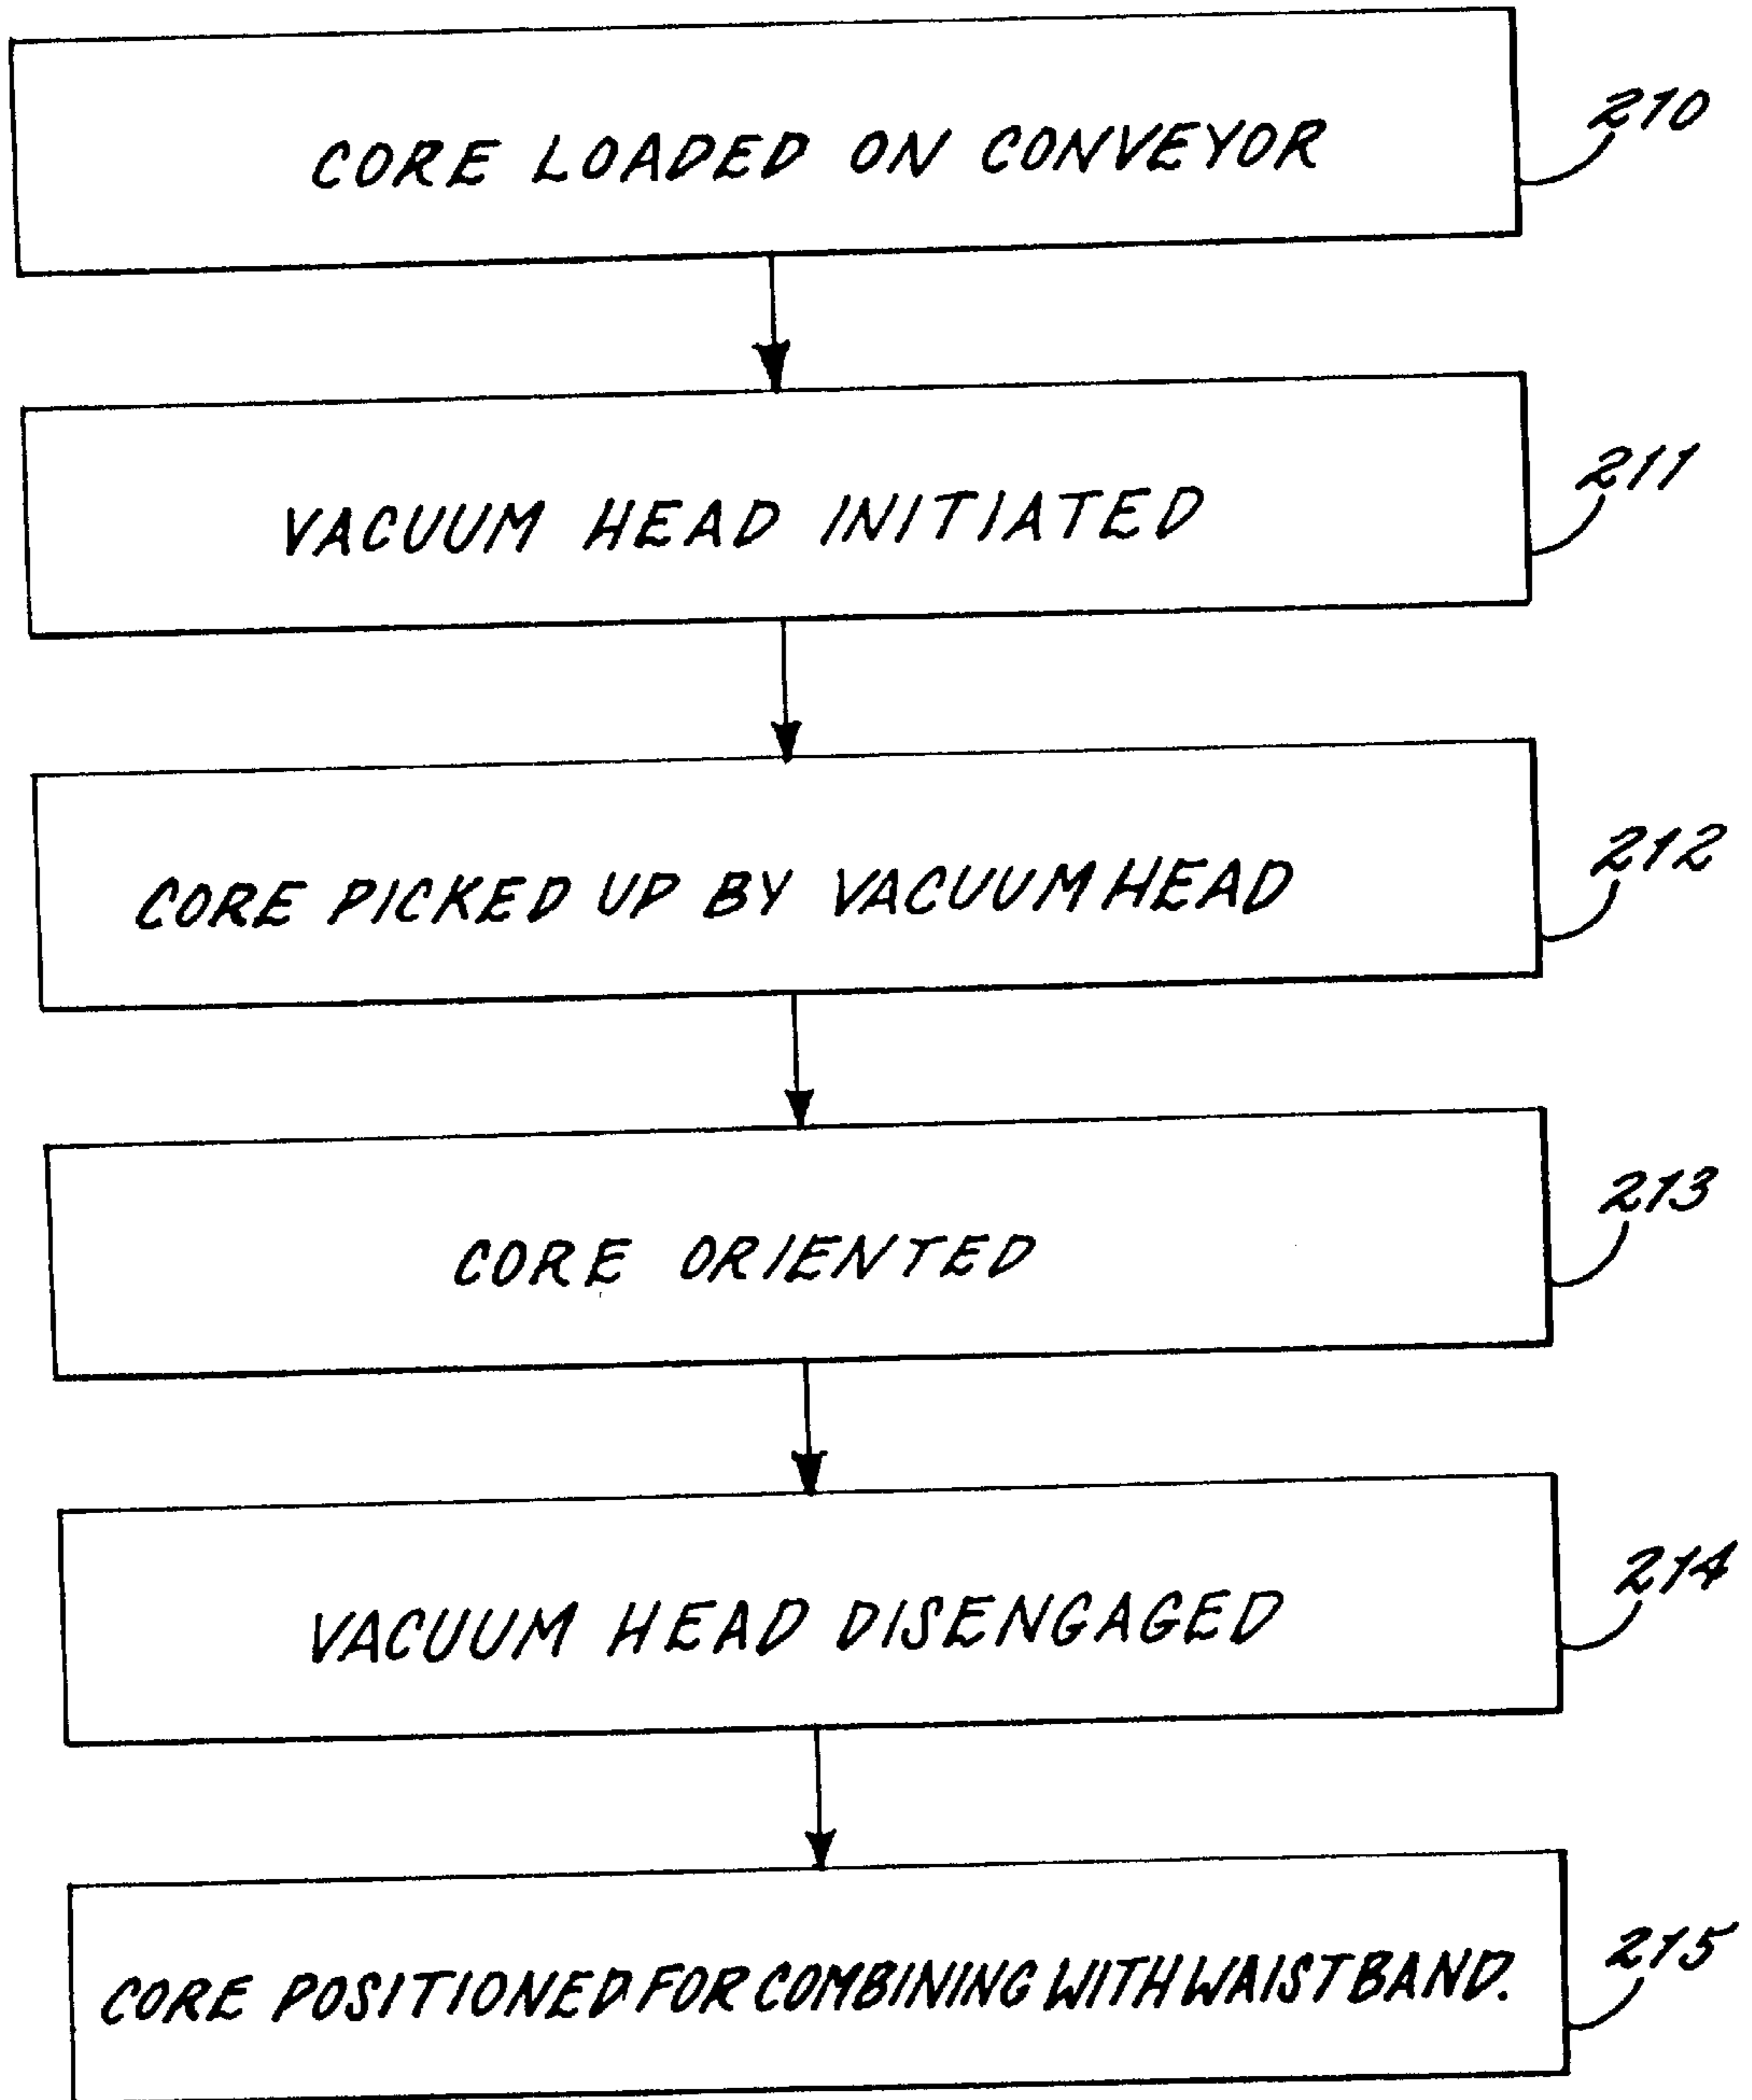 CORE LOADED ON CONVEYOR
210
VACUUM HEAD INITIATED
211
CORE PICKED UP BY VACUUM HEAD
212
CORE ORIENTED
213
VACUUM HEAD DISENGAGED
214
CORE POSITIONED FOR COMBINING WITH WAISTBAND.
215